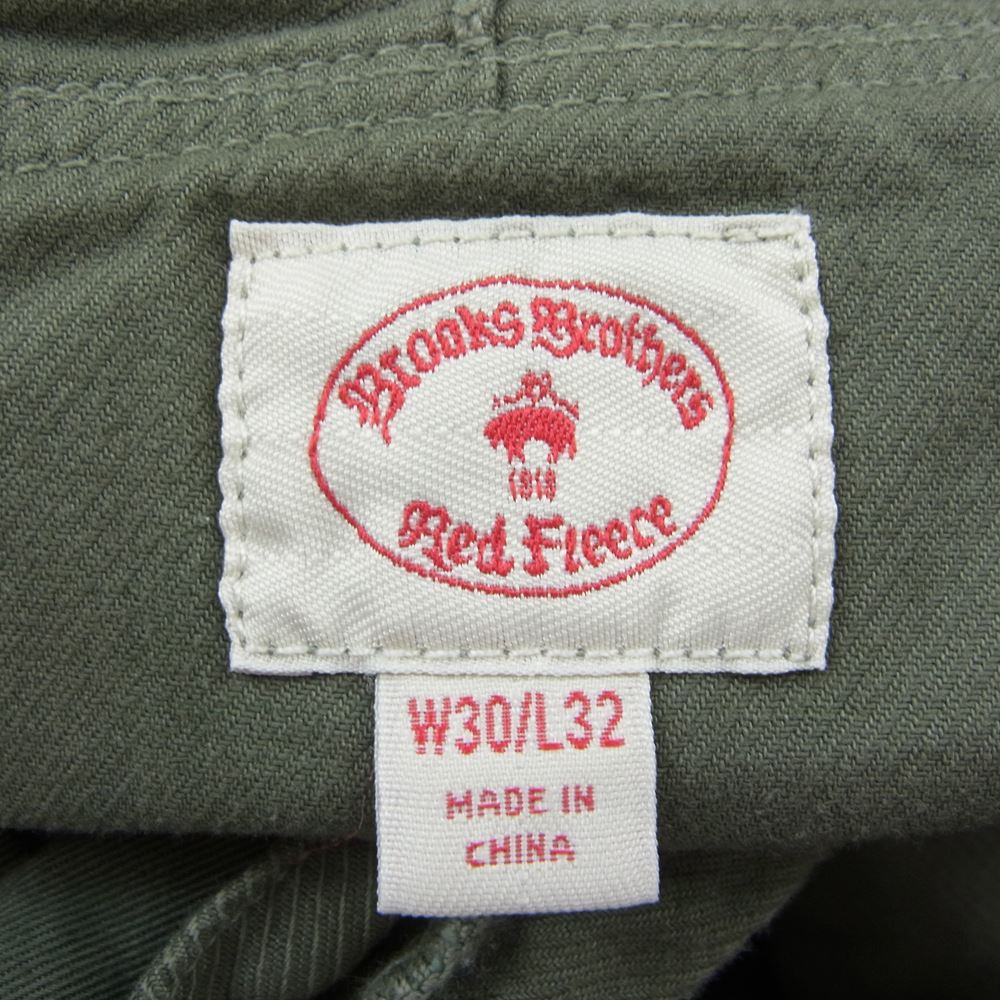 Brooks Brothers
1818
Red Fleece
W30/L32
MADE IN
CHINA